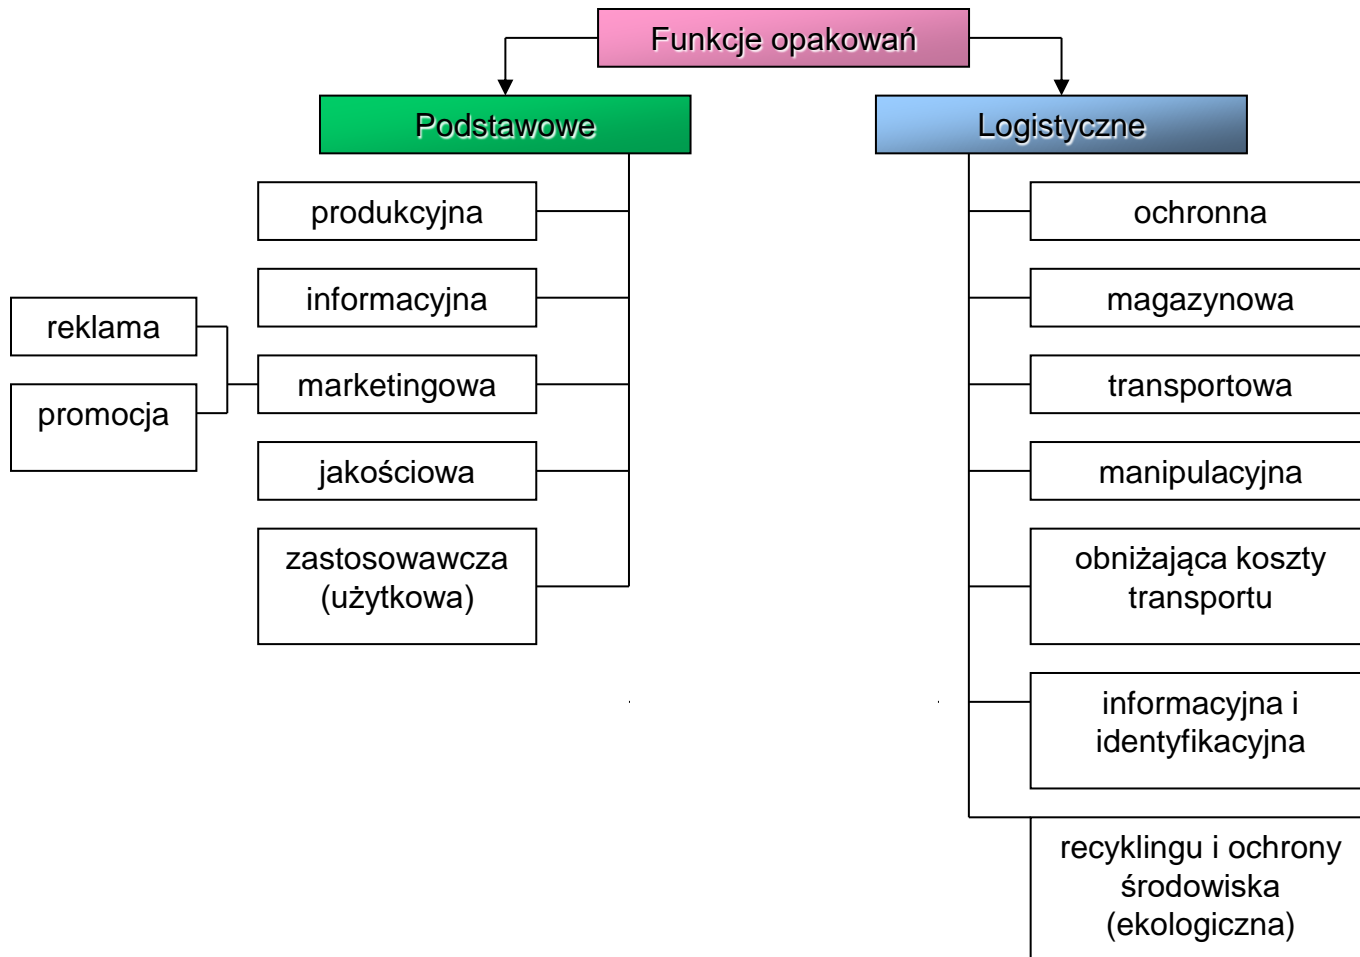 Funkcje opakowań
Podstawowe
Logistyczne
produkcyjna
informacyjna
reklama
marketingowa
promocja
jakościowa
zastosowawcza
(użytkowa)
ochronna
magazynowa
transportowa
manipulacyjna
obniżająca koszty
transportu
informacyjna i
identyfikacyjna
recyklingu i ochrony
środowiska
(ekologiczna)